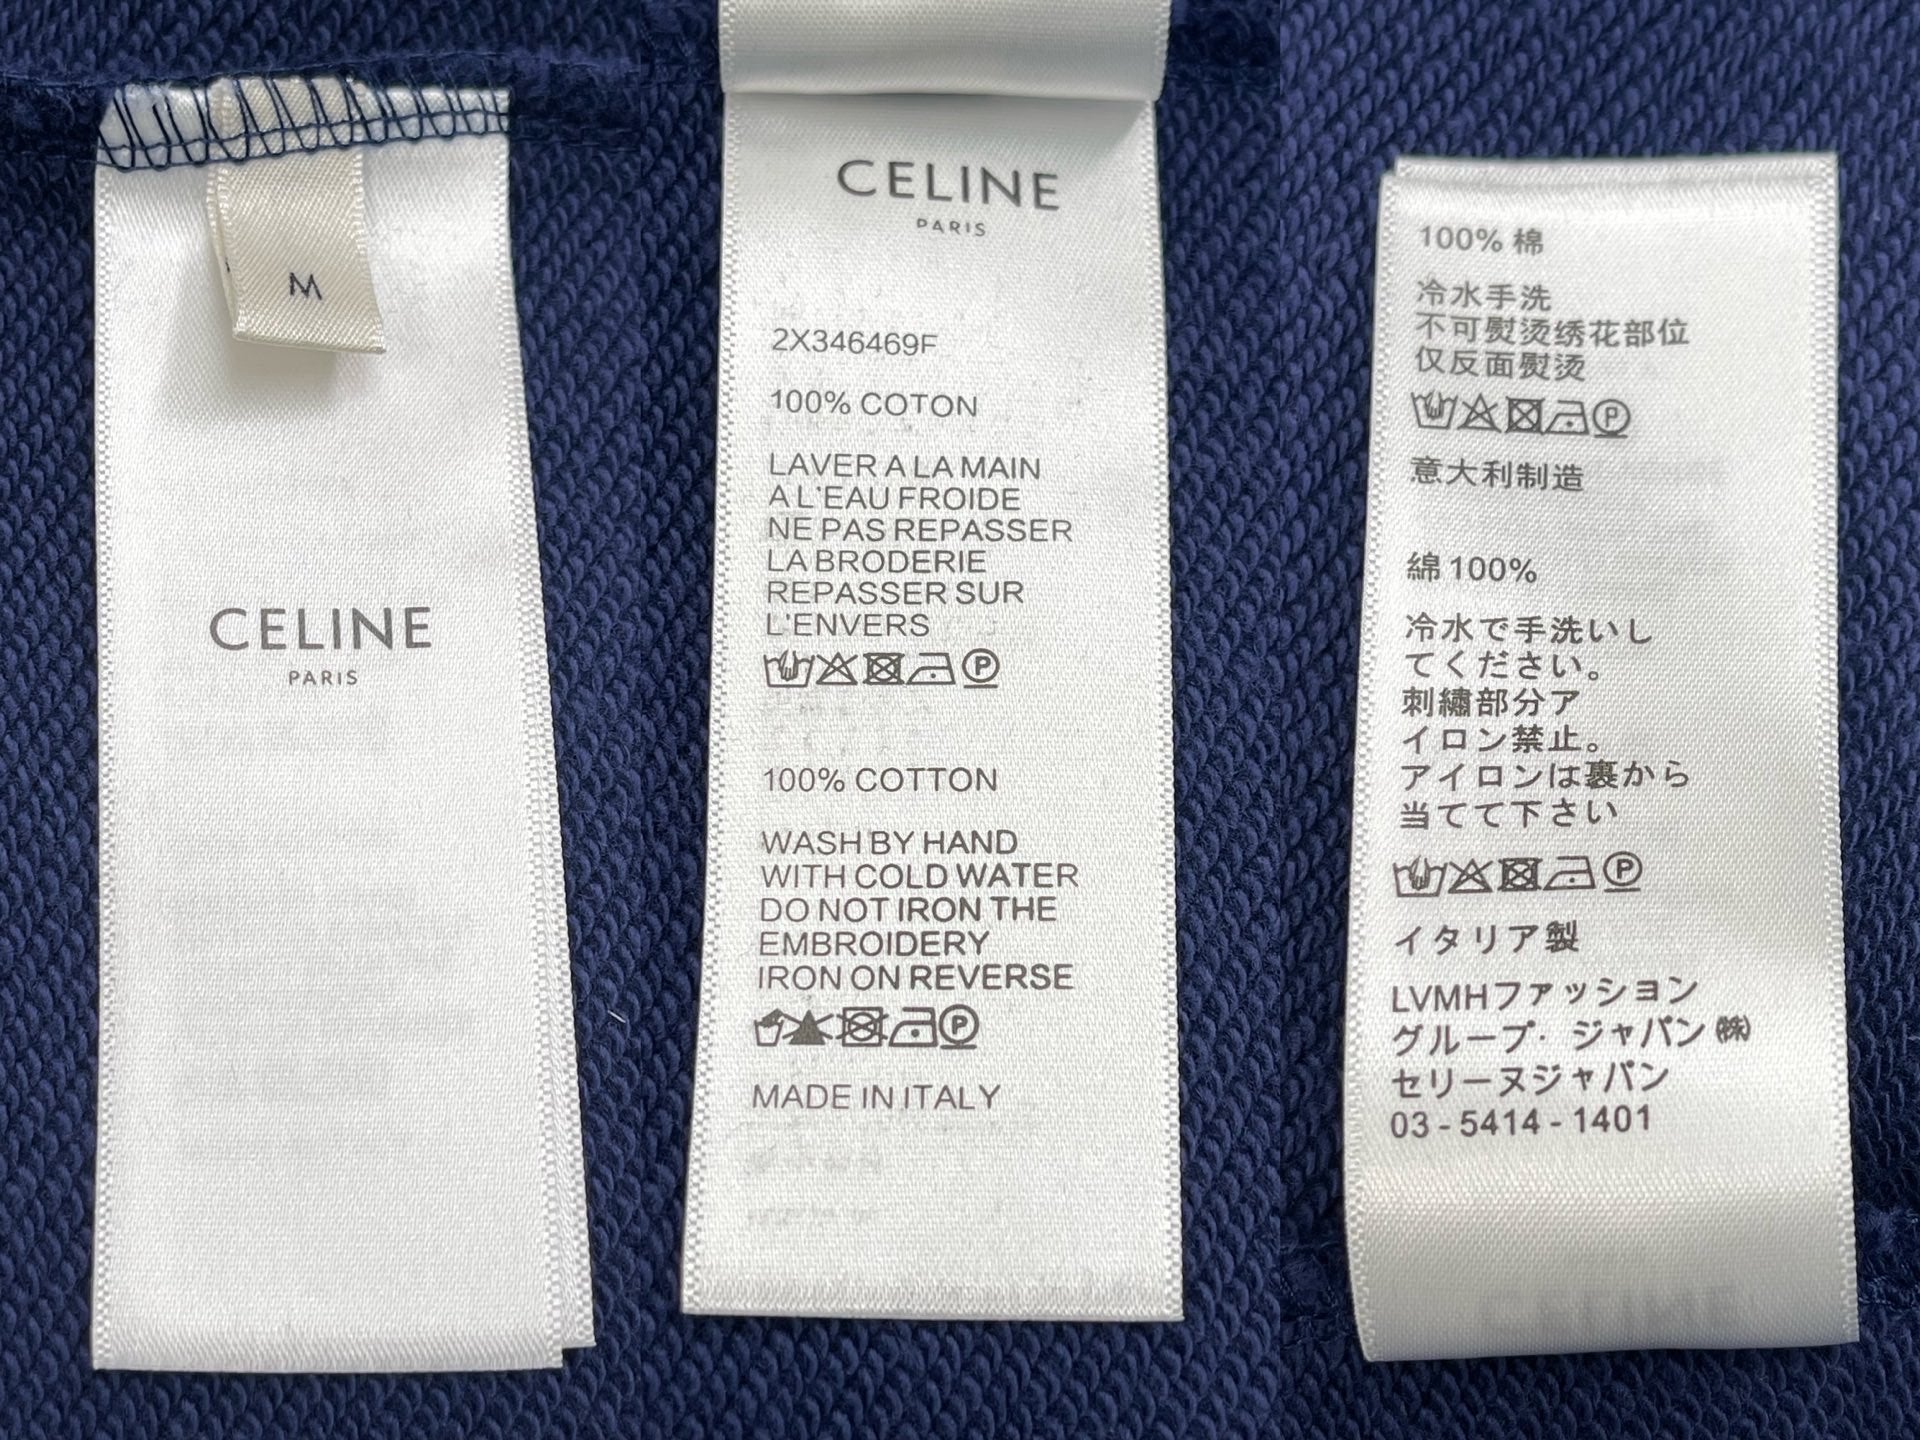 M
CELINE
PARIS
CELINE
PARIS
2X346469F
100% COTON
LAVER A LA MAIN
A L'EAU FROIDE
NE PAS REPASSER
LA BRODERIE
REPASSER SUR
L'ENVERS
P
100% COTTON
WASH BY HAND
WITH COLD WATER
DO NOT IRON THE
EMBROIDERY
IRON ON REVERSE
P
MADE IN ITALY
100% 棉
冷水手洗
不可熨烫绣花部位
仅反面熨烫
P
意大利制造
綿 100%
冷水で手洗いし
てください。
刺繍部分ア
イロン禁止。
アイロンは裏から
当てて下さい
P
イタリア製
LVMHファッション
グループ・ジャパン㈱
セリーヌジャパン
03 - 5414 - 1401